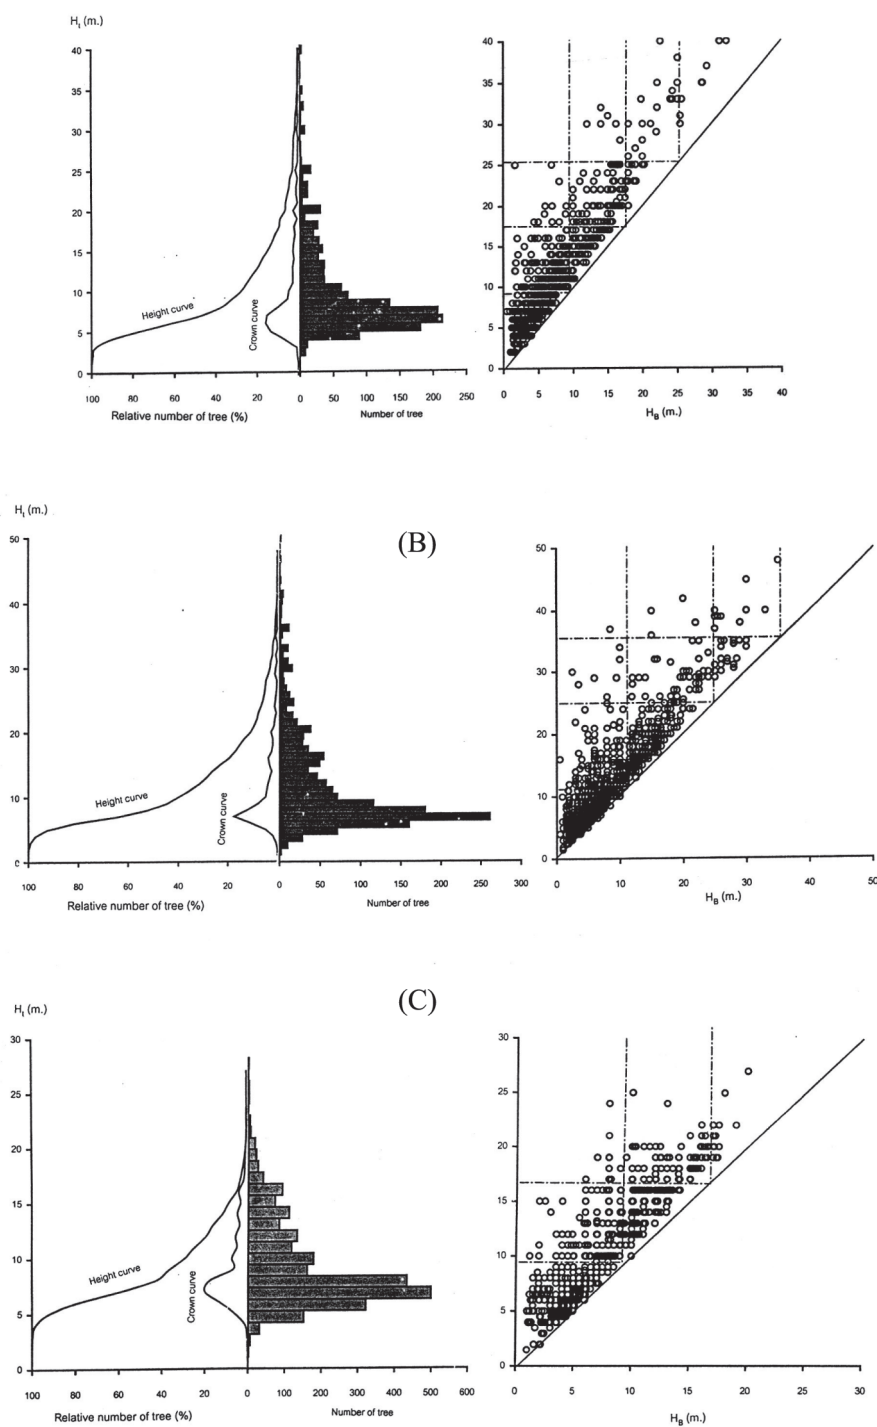 Hₜ (m.)
40
35
30
25
20
15
10
5
0
Height curve
Crown curve
100 80 60 40 20 0 50 100 150 200 250
Relative number of tree (%) Number of tree
40
35
30
25
20
15
10
5
0
0 5 10 15 20 25 30 35 40
H_B (m.)
(B)
Hₜ (m.)
50
40
30
20
10
0
Height curve
Crown curve
100 80 60 40 20 0 50 100 150 200 250 300
Relative number of tree (%) Number of tree
50
40
30
20
10
0
0 10 20 30 40 50
H_B (m.)
(C)
Hₜ (m.)
30
25
20
15
10
5
0
Height curve
Crown curve
100 80 60 40 20 0 100 200 300 400 500 600
Relative number of tree (%) Number of tree
30
25
20
15
10
5
0
0 5 10 15 20 25 30
H_B (m.)